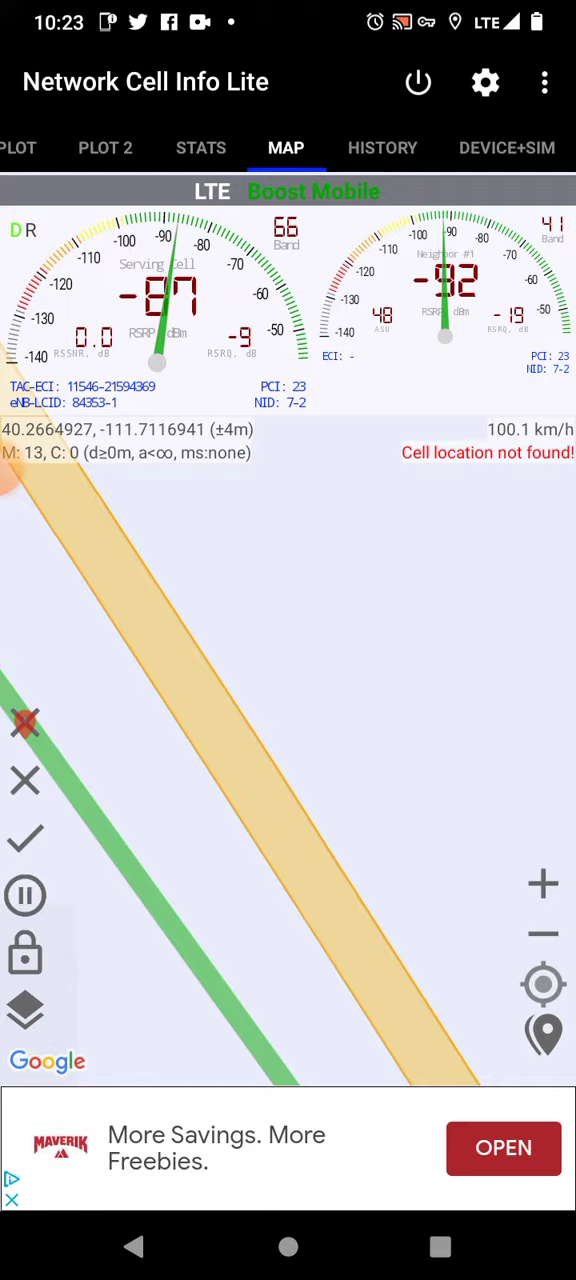 10:23 LTE
Network Cell Info Lite
PLOT PLOT 2 STATS MAP HISTORY DEVICE+SIM
LTE Boost Mobile
DR
66
Band
41
Band
-140 -130 -120 -110 -100 -90 -80 -70 -60 -50
Serving Cell
-87
RSRP, dBm
0.0
RSSNR, dB
-9
RSRQ, dB
-140 -130 -120 -110 -100 -90 -80 -70 -60 -50
Neighbor #1
-92
RSRP, dBm
48
ASU
-19
RSRQ, dB
TAC-ECI: 11546-21594369 PCI: 23
eNB-LCID: 84353-1 NID: 7-2
ECI: - PCI: 23
NID: 7-2
40.2664927, -111.7116941 (±4m) 100.1 km/h
M: 13, C: 0 (d≥0m, a<∞, ms:none) Cell location not found!
Google
MAVERIK
More Savings. More
Freebies.
OPEN